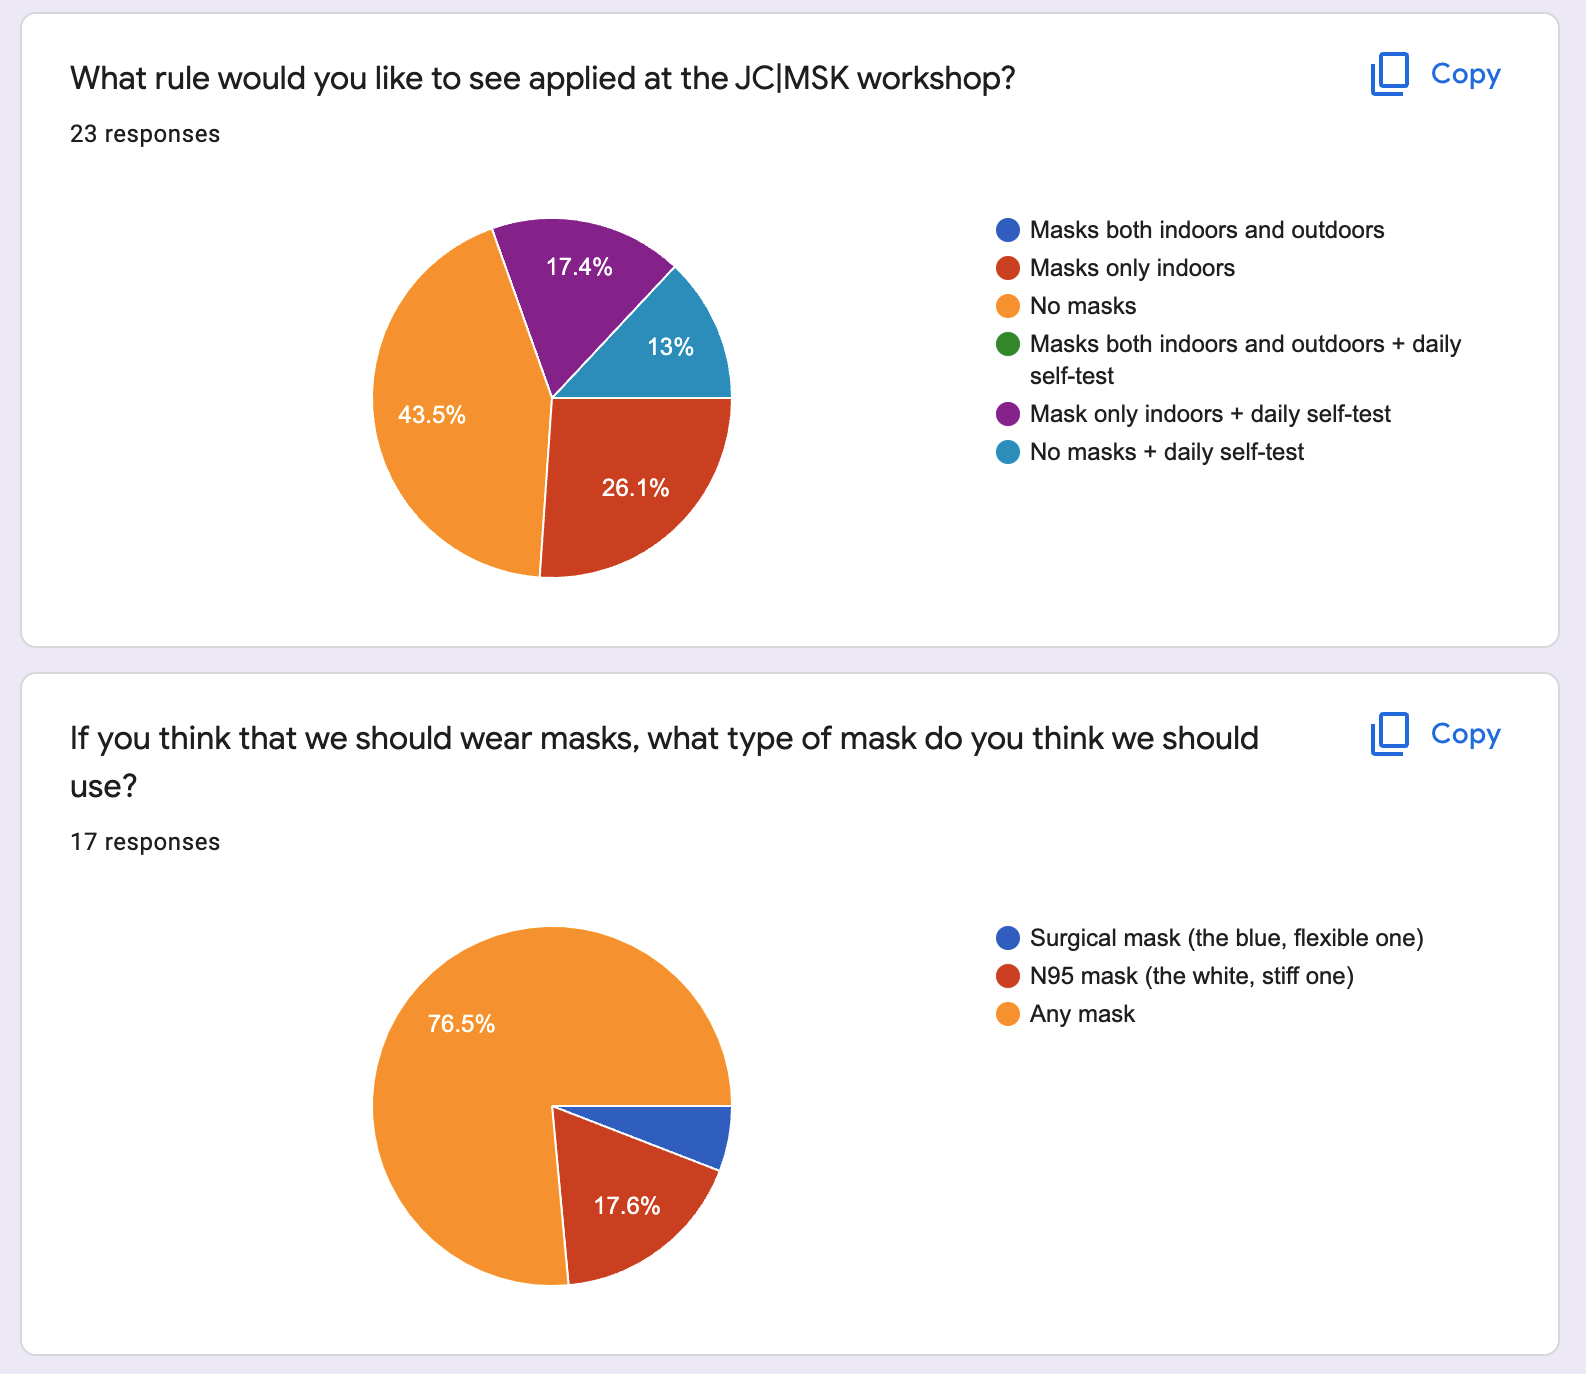 What rule would you like to see applied at the JC|MSK workshop?
Copy
23 responses
17.4%
13%
43.5%
26.1%
Masks both indoors and outdoors
Masks only indoors
No masks
Masks both indoors and outdoors + daily
self-test
Mask only indoors + daily self-test
No masks + daily self-test
If you think that we should wear masks, what type of mask do you think we should
use?
Copy
17 responses
76.5%
17.6%
Surgical mask (the blue, flexible one)
N95 mask (the white, stiff one)
Any mask